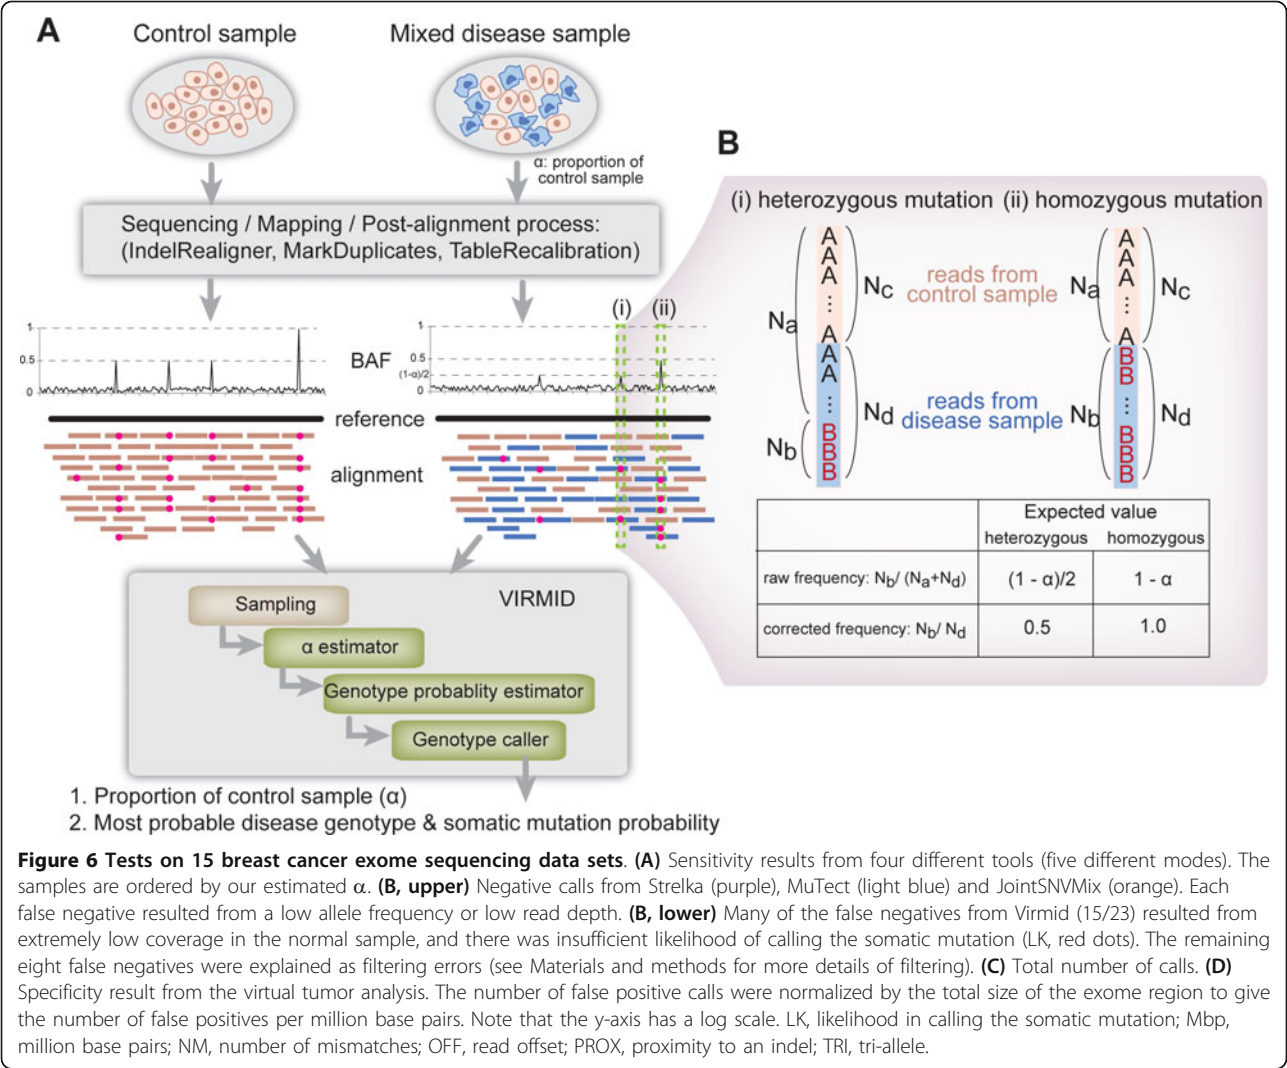 A
Control sample
Mixed disease sample
α: proportion of
control sample
Sequencing / Mapping / Post-alignment process:
(IndelRealigner, MarkDuplicates, TableRecalibration)
1
0.5
0
BAF
1
0.5
(1-α)/2
0
(i)
(ii)
reference
alignment
VIRMID
Sampling
α estimator
Genotype probablity estimator
Genotype caller
1. Proportion of control sample (α)
2. Most probable disease genotype & somatic mutation probability
B
(i) heterozygous mutation (ii) homozygous mutation
A
A
A
⋮
A
A
A
⋮
B
B
B
Na
Nc
Nd
Nb
reads from
control sample
reads from
disease sample
A
A
A
⋮
A
B
B
⋮
B
B
B
Na
Nc
Nb
Nd
Expected value
heterozygous homozygous
raw frequency: Nb/ (Na+Nd) (1 - α)/2 1 - α
corrected frequency: Nb/ Nd 0.5 1.0
Figure 6 Tests on 15 breast cancer exome sequencing data sets. (A) Sensitivity results from four different tools (five different modes). The
samples are ordered by our estimated α. (B, upper) Negative calls from Strelka (purple), MuTect (light blue) and JointSNVMix (orange). Each
false negative resulted from a low allele frequency or low read depth. (B, lower) Many of the false negatives from Virmid (15/23) resulted from
extremely low coverage in the normal sample, and there was insufficient likelihood of calling the somatic mutation (LK, red dots). The remaining
eight false negatives were explained as filtering errors (see Materials and methods for more details of filtering). (C) Total number of calls. (D)
Specificity result from the virtual tumor analysis. The number of false positive calls were normalized by the total size of the exome region to give
the number of false positives per million base pairs. Note that the y-axis has a log scale. LK, likelihood in calling the somatic mutation; Mbp,
million base pairs; NM, number of mismatches; OFF, read offset; PROX, proximity to an indel; TRI, tri-allele.